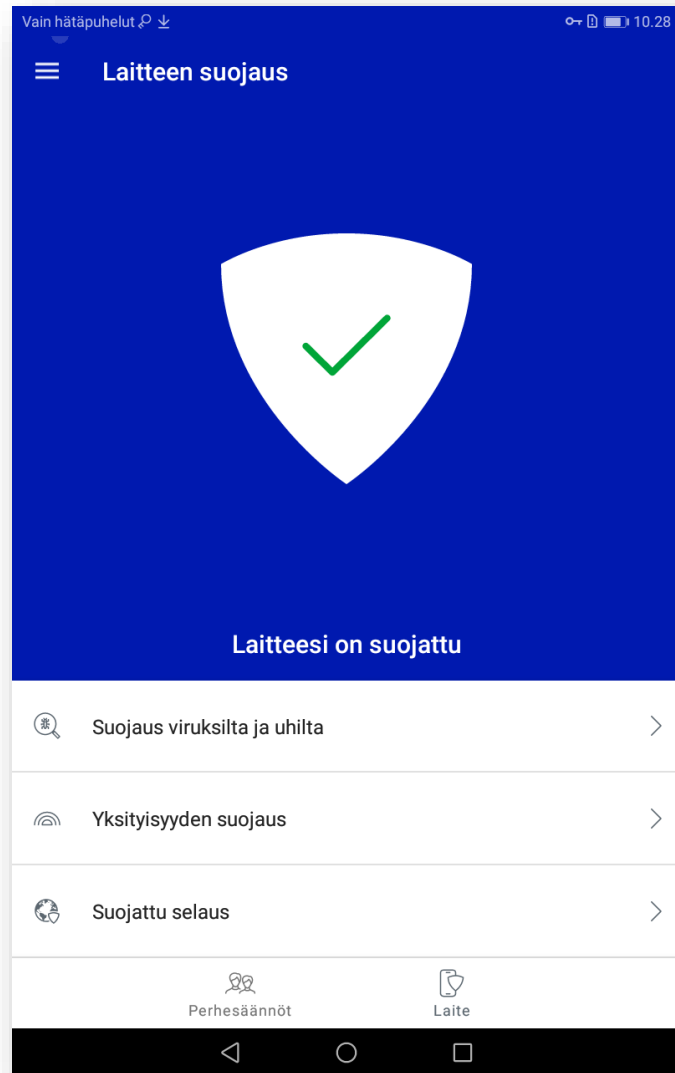 Vain hätäpuhelut 10.28
Laitteen suojaus
Laitteesi on suojattu
Suojaus viruksilta ja uhilta
Yksityisyyden suojaus
Suojattu selaus
Perhesäännöt Laite